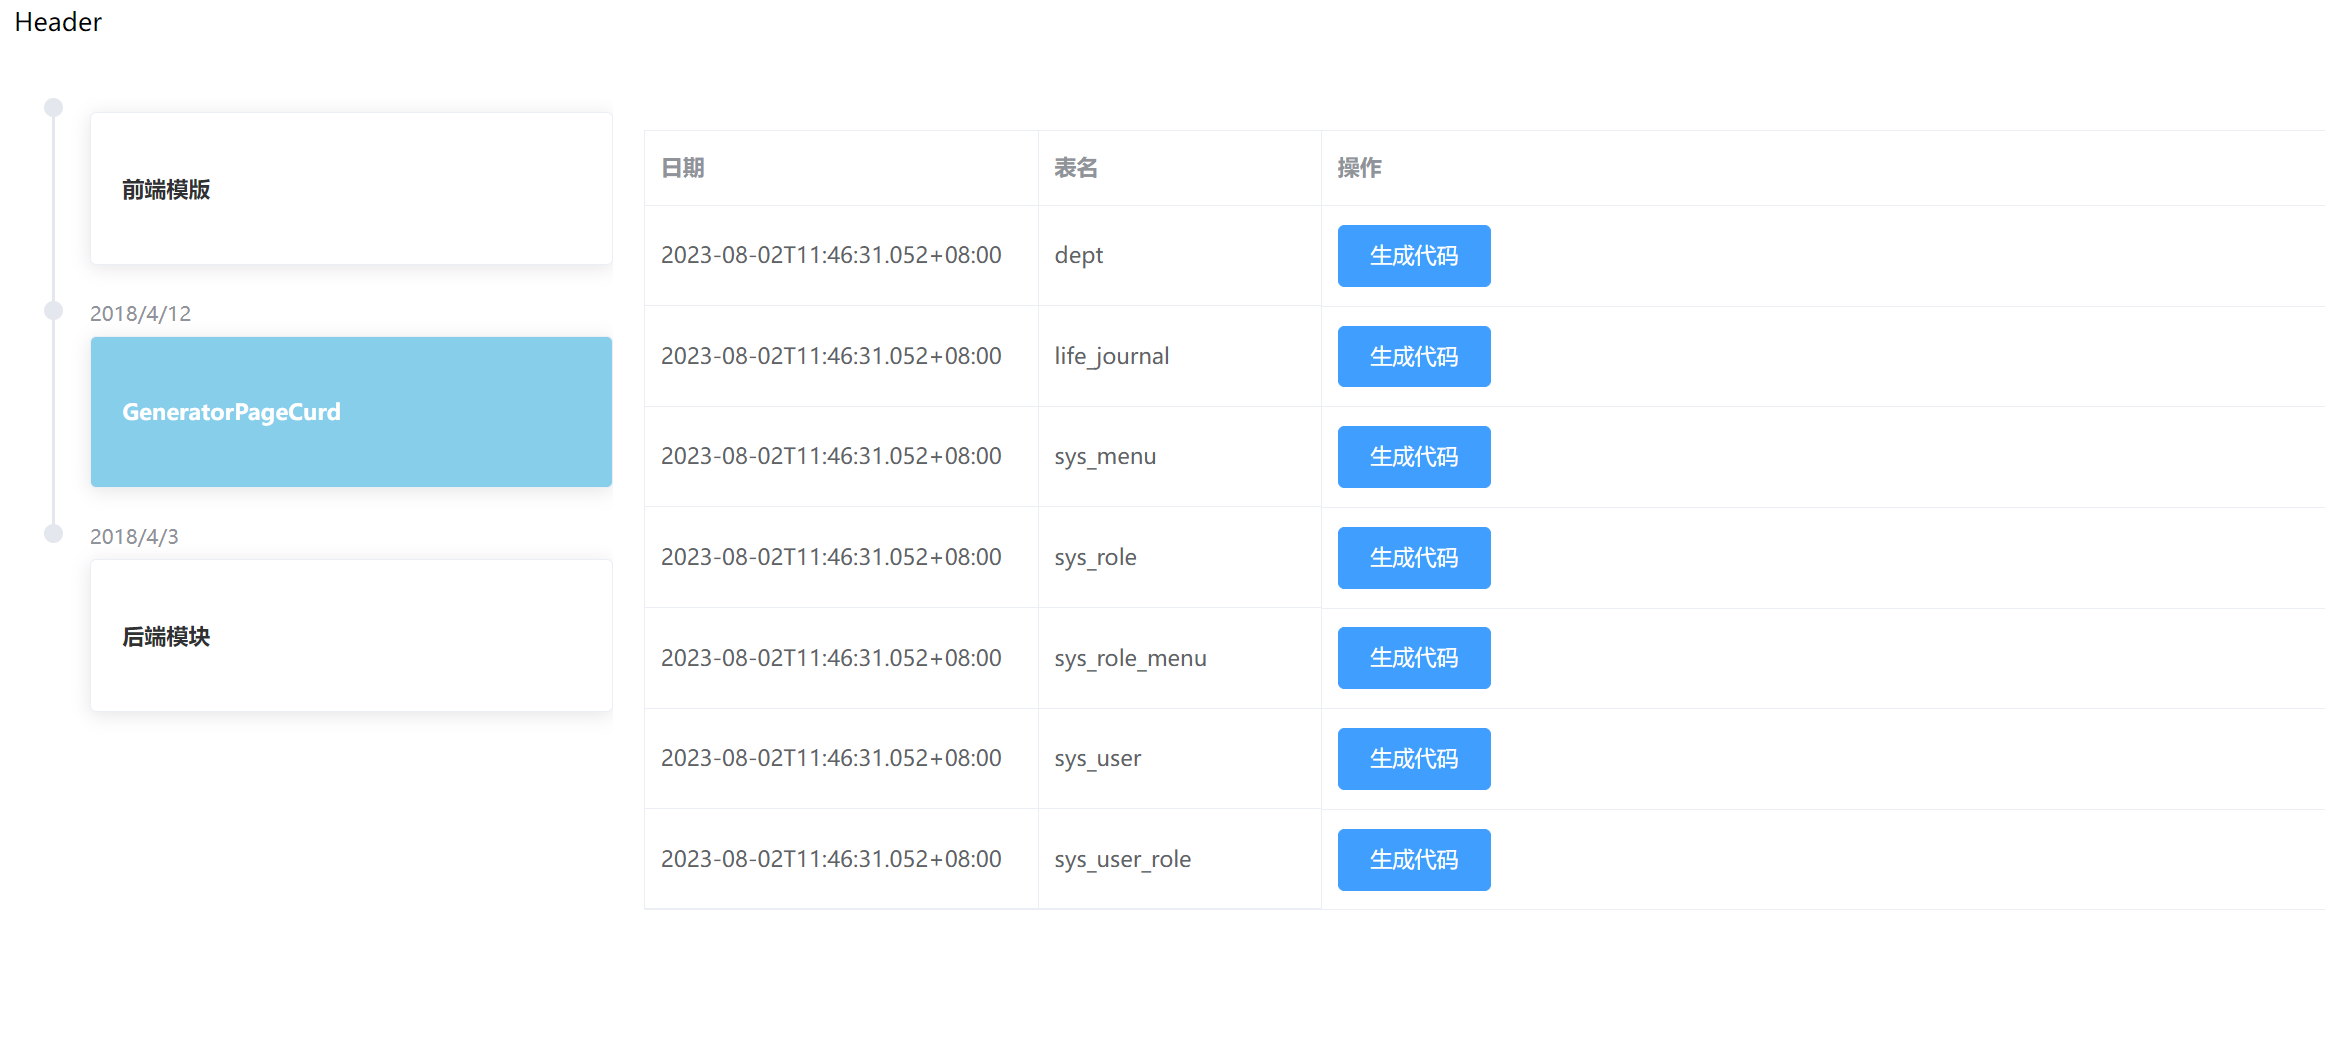 Header
前端模版
2018/4/12
GeneratorPageCurd
2018/4/3
后端模块
日期 表名 操作
2023-08-02T11:46:31.052+08:00 dept 生成代码
2023-08-02T11:46:31.052+08:00 life_journal 生成代码
2023-08-02T11:46:31.052+08:00 sys_menu 生成代码
2023-08-02T11:46:31.052+08:00 sys_role 生成代码
2023-08-02T11:46:31.052+08:00 sys_role_menu 生成代码
2023-08-02T11:46:31.052+08:00 sys_user 生成代码
2023-08-02T11:46:31.052+08:00 sys_user_role 生成代码